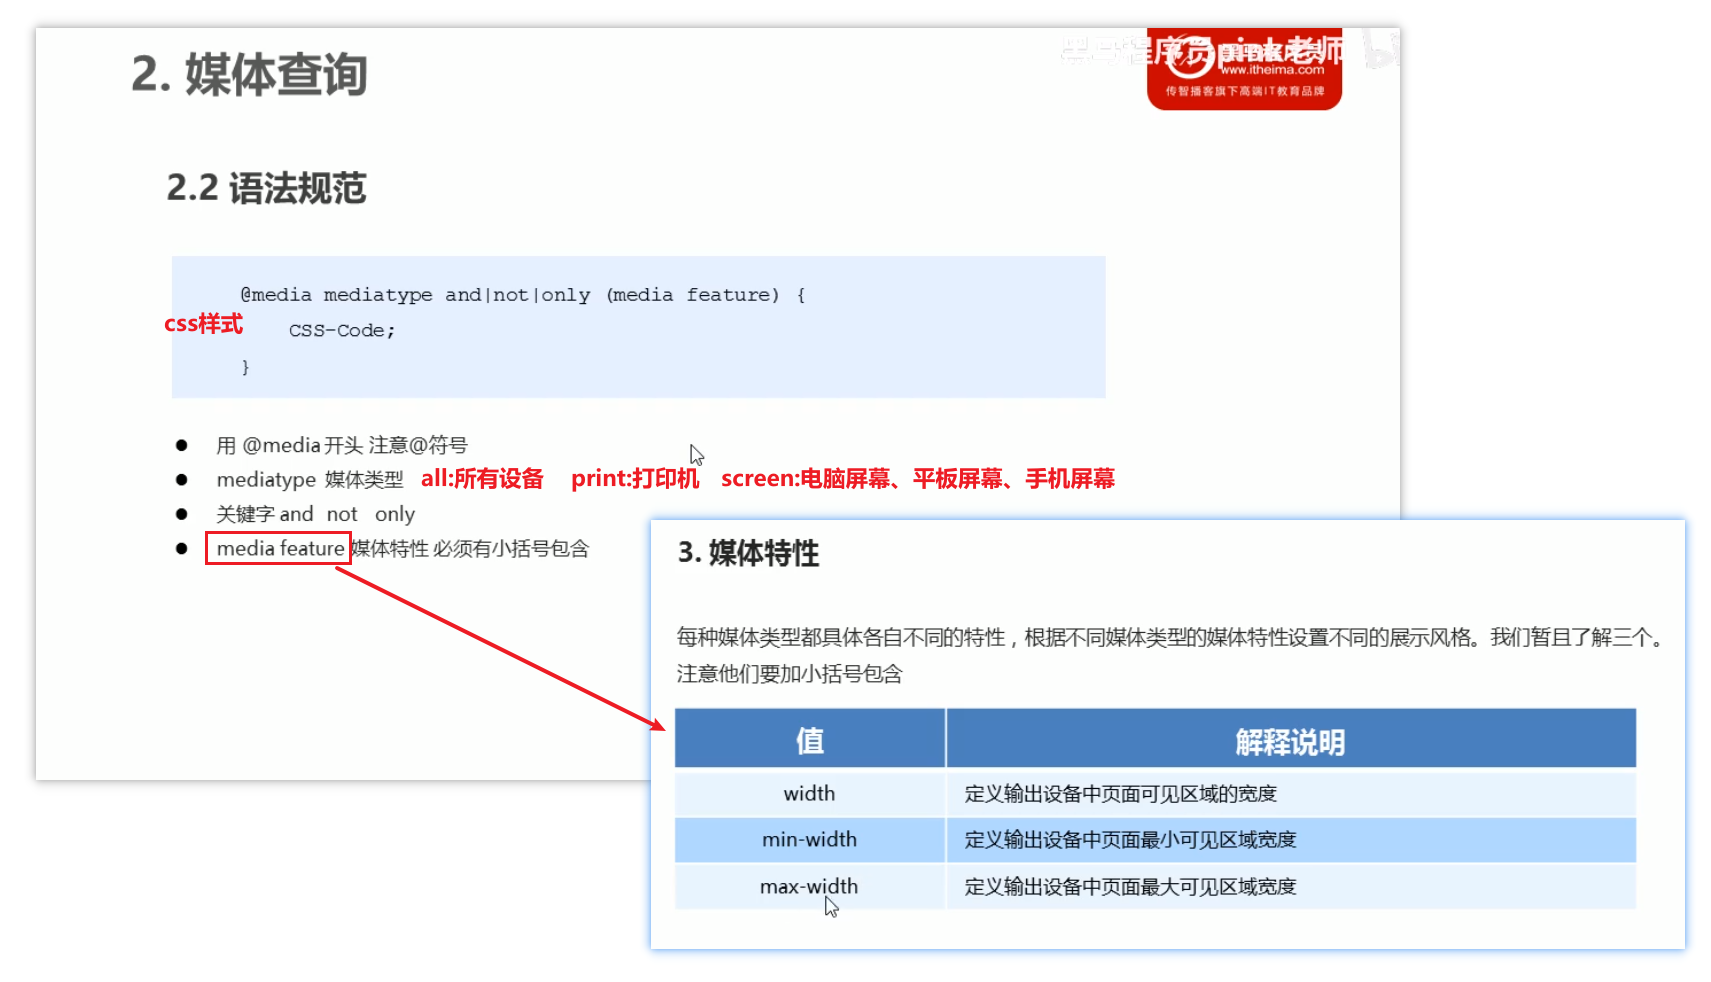 2. 媒体查询
黑马程序员pink老师
www.itheima.com
传智播客旗下高端IT教育品牌
2.2 语法规范
@media mediatype and|not|only (media feature) {
css样式
CSS-Code;
}
● 用 @media 开头 注意@符号
● mediatype 媒体类型 all:所有设备 print:打印机 screen:电脑屏幕、平板屏幕、手机屏幕
● 关键字 and not only
● media feature 媒体特性 必须有小括号包含
3. 媒体特性
每种媒体类型都具体各自不同的特性，根据不同媒体类型的媒体特性设置不同的展示风格。我们暂且了解三个。
注意他们要加小括号包含
值 解释说明
width 定义输出设备中页面可见区域的宽度
min-width 定义输出设备中页面最小可见区域宽度
max-width 定义输出设备中页面最大可见区域宽度